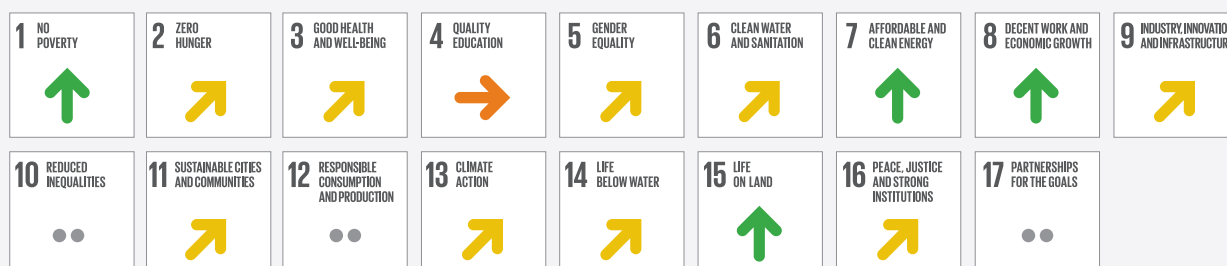 1 NO POVERTY
2 ZERO HUNGER
3 GOOD HEALTH AND WELL-BEING
4 QUALITY EDUCATION
5 GENDER EQUALITY
6 CLEAN WATER AND SANITATION
7 AFFORDABLE AND CLEAN ENERGY
8 DECENT WORK AND ECONOMIC GROWTH
9 INDUSTRY, INNOVATIO AND INFRASTRUCTUR
10 REDUCED INEQUALITIES
11 SUSTAINABLE CITIES AND COMMUNITIES
12 RESPONSIBLE CONSUMPTION AND PRODUCTION
13 CLIMATE ACTION
14 LIFE BELOW WATER
15 LIFE ON LAND
16 PEACE, JUSTICE AND STRONG INSTITUTIONS
17 PARTNERSHIPS FOR THE GOALS